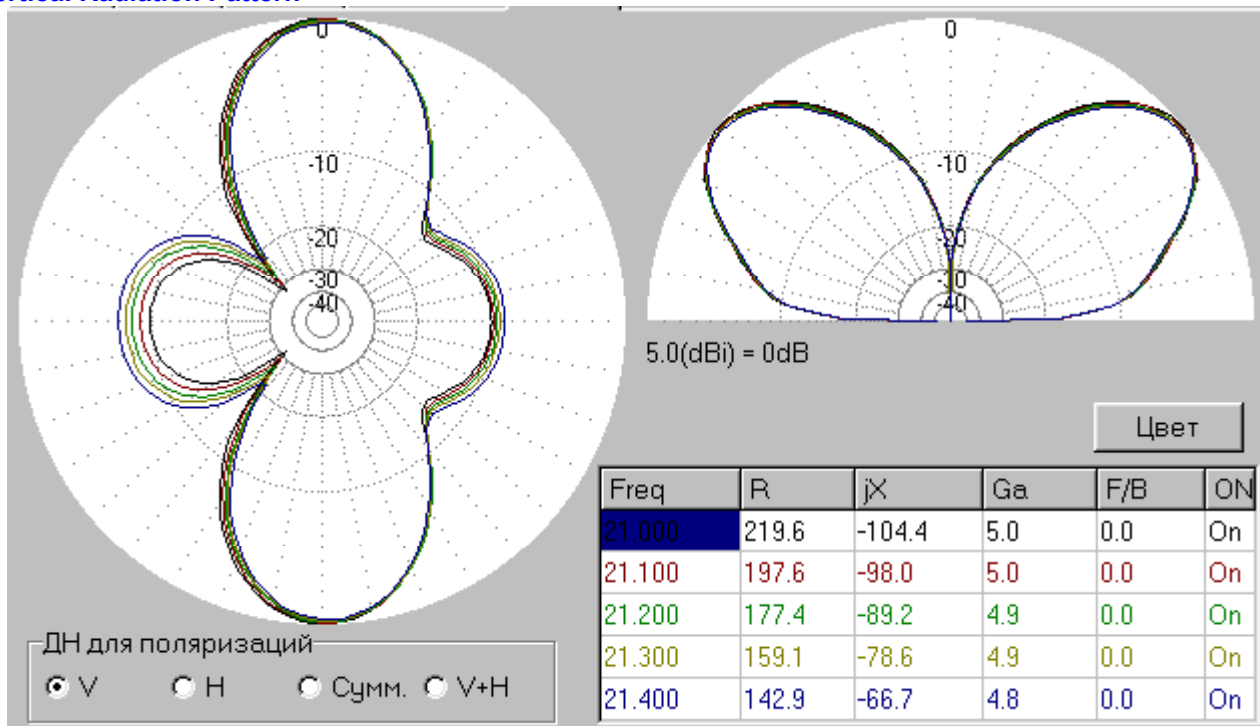 0
-10
-20
-30
-40
0
-10
-20
-30
-40
5.0(dBi) = 0dB
Цвет
Freq R jX Ga F/B ON
21.000 219.6 -104.4 5.0 0.0 On
21.100 197.6 -98.0 5.0 0.0 On
21.200 177.4 -89.2 4.9 0.0 On
21.300 159.1 -78.6 4.9 0.0 On
21.400 142.9 -66.7 4.8 0.0 On
ДН для поляризаций
V H Сумм. V+H